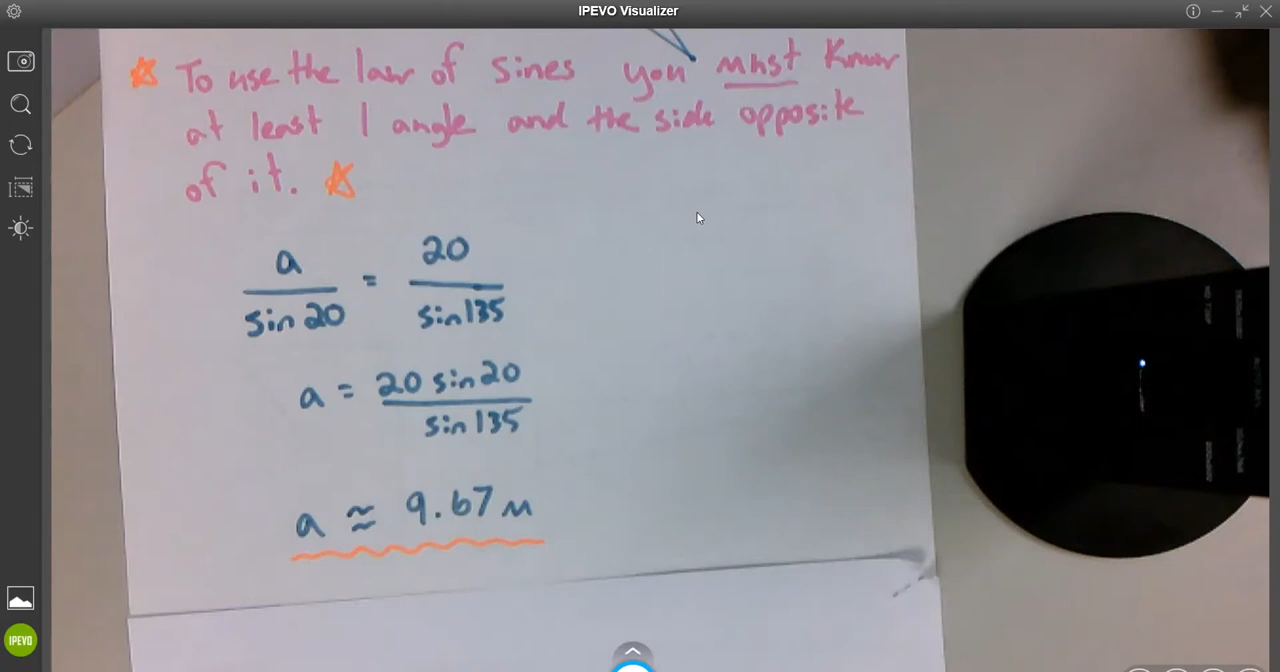 IPEVO Visualizer
To use the law of sines you must know
at least 1 angle and the side opposite
of it.
a / sin 20 = 20 / sin 135
a = 20 sin 20 / sin 135
a ≈ 9.67 m
IPEVO